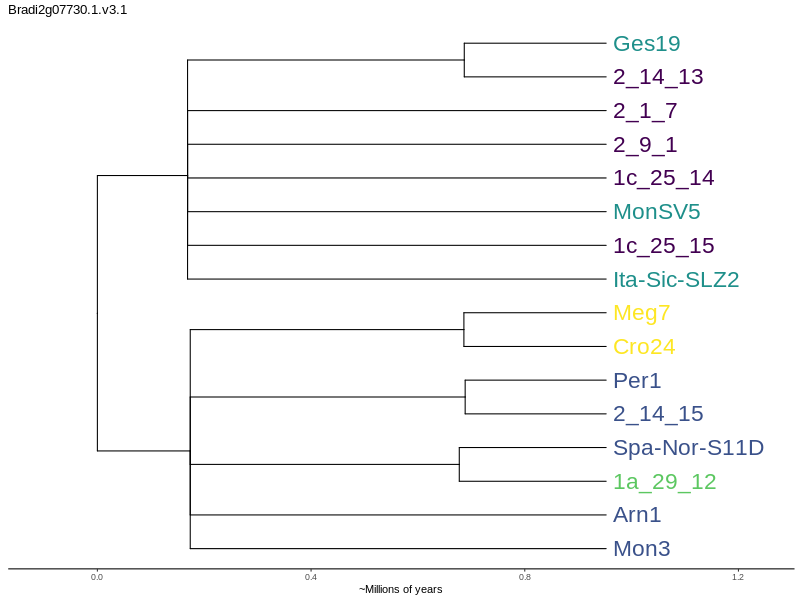 Bradi2g07730.1.v3.1
Ges19
2_14_13
2_1_7
2_9_1
1c_25_14
MonSV5
1c_25_15
Ita-Sic-SLZ2
Meg7
Cro24
Per1
2_14_15
Spa-Nor-S11D
1a_29_12
Arn1
Mon3
0.0 0.4 0.8 1.2
~Millions of years